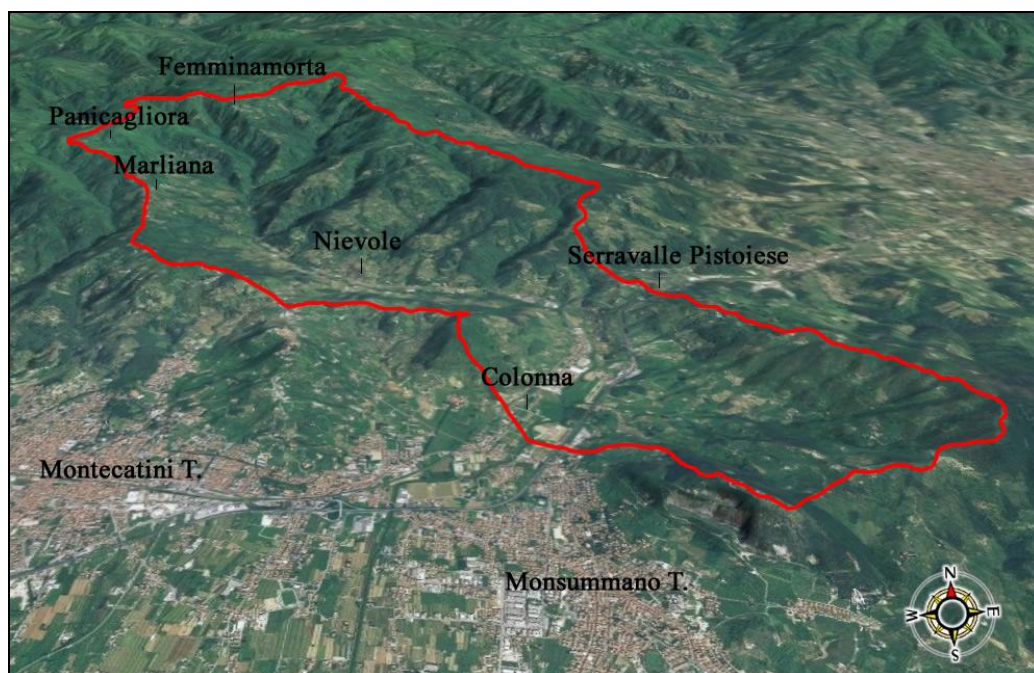 Femminamorta
Panicagliora
Marliana
Nievole
Serravalle Pistoiese
Colonna
Montecatini T.
Monsummano T.
N
W E
S